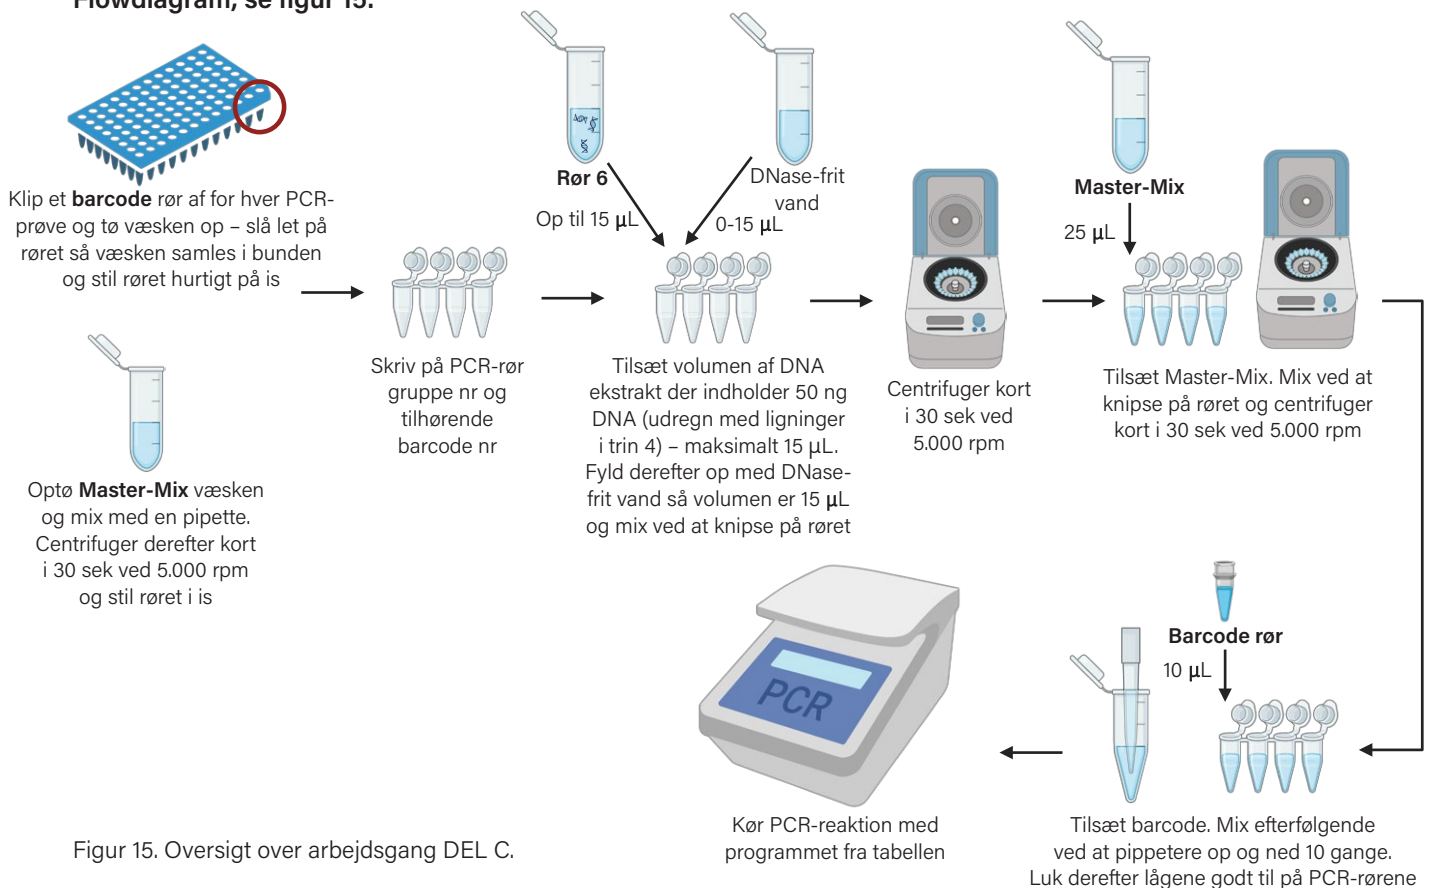 Flowdiagram, se figur 15.
Klip et barcode rør af for hver PCR-
prøve og tø væsken op – slå let på
røret så væsken samles i bunden
og stil røret hurtigt på is
Optø Master-Mix væsken
og mix med en pipette.
Centrifuger derefter kort
i 30 sek ved 5.000 rpm
og stil røret i is
Skriv på PCR-rør
gruppe nr og
tilhørende
barcode nr
Rør 6
Op til 15 µL
DNase-frit
vand
0-15 µL
Tilsæt volumen af DNA
ekstrakt der indholder 50 ng
DNA (udregn med ligninger
i trin 4) – maksimalt 15 µL.
Fyld derefter op med DNase-
frit vand så volumen er 15 µL
og mix ved at knipse på røret
Centrifuger kort
i 30 sek ved
5.000 rpm
Master-Mix
25 µL
Tilsæt Master-Mix. Mix ved at
knipse på røret og centrifuger
kort i 30 sek ved 5.000 rpm
Barcode rør
10 µL
Tilsæt barcode. Mix efterfølgende
ved at pippetere op og ned 10 gange.
Luk derefter lågene godt til på PCR-rørene
PCR
Kør PCR-reaktion med
programmet fra tabellen
Figur 15. Oversigt over arbejdsgang DEL C.